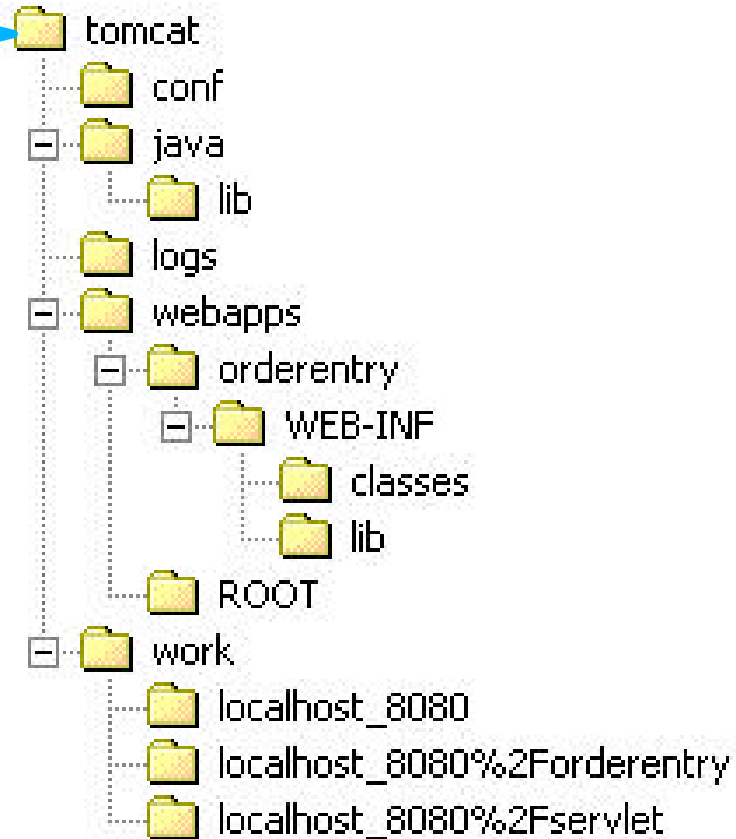 tomcat
conf
java
lib
logs
webapps
orderentry
WEB-INF
classes
lib
ROOT
work
localhost_8080
localhost_8080%2Forderentry
localhost_8080%2Fservlet